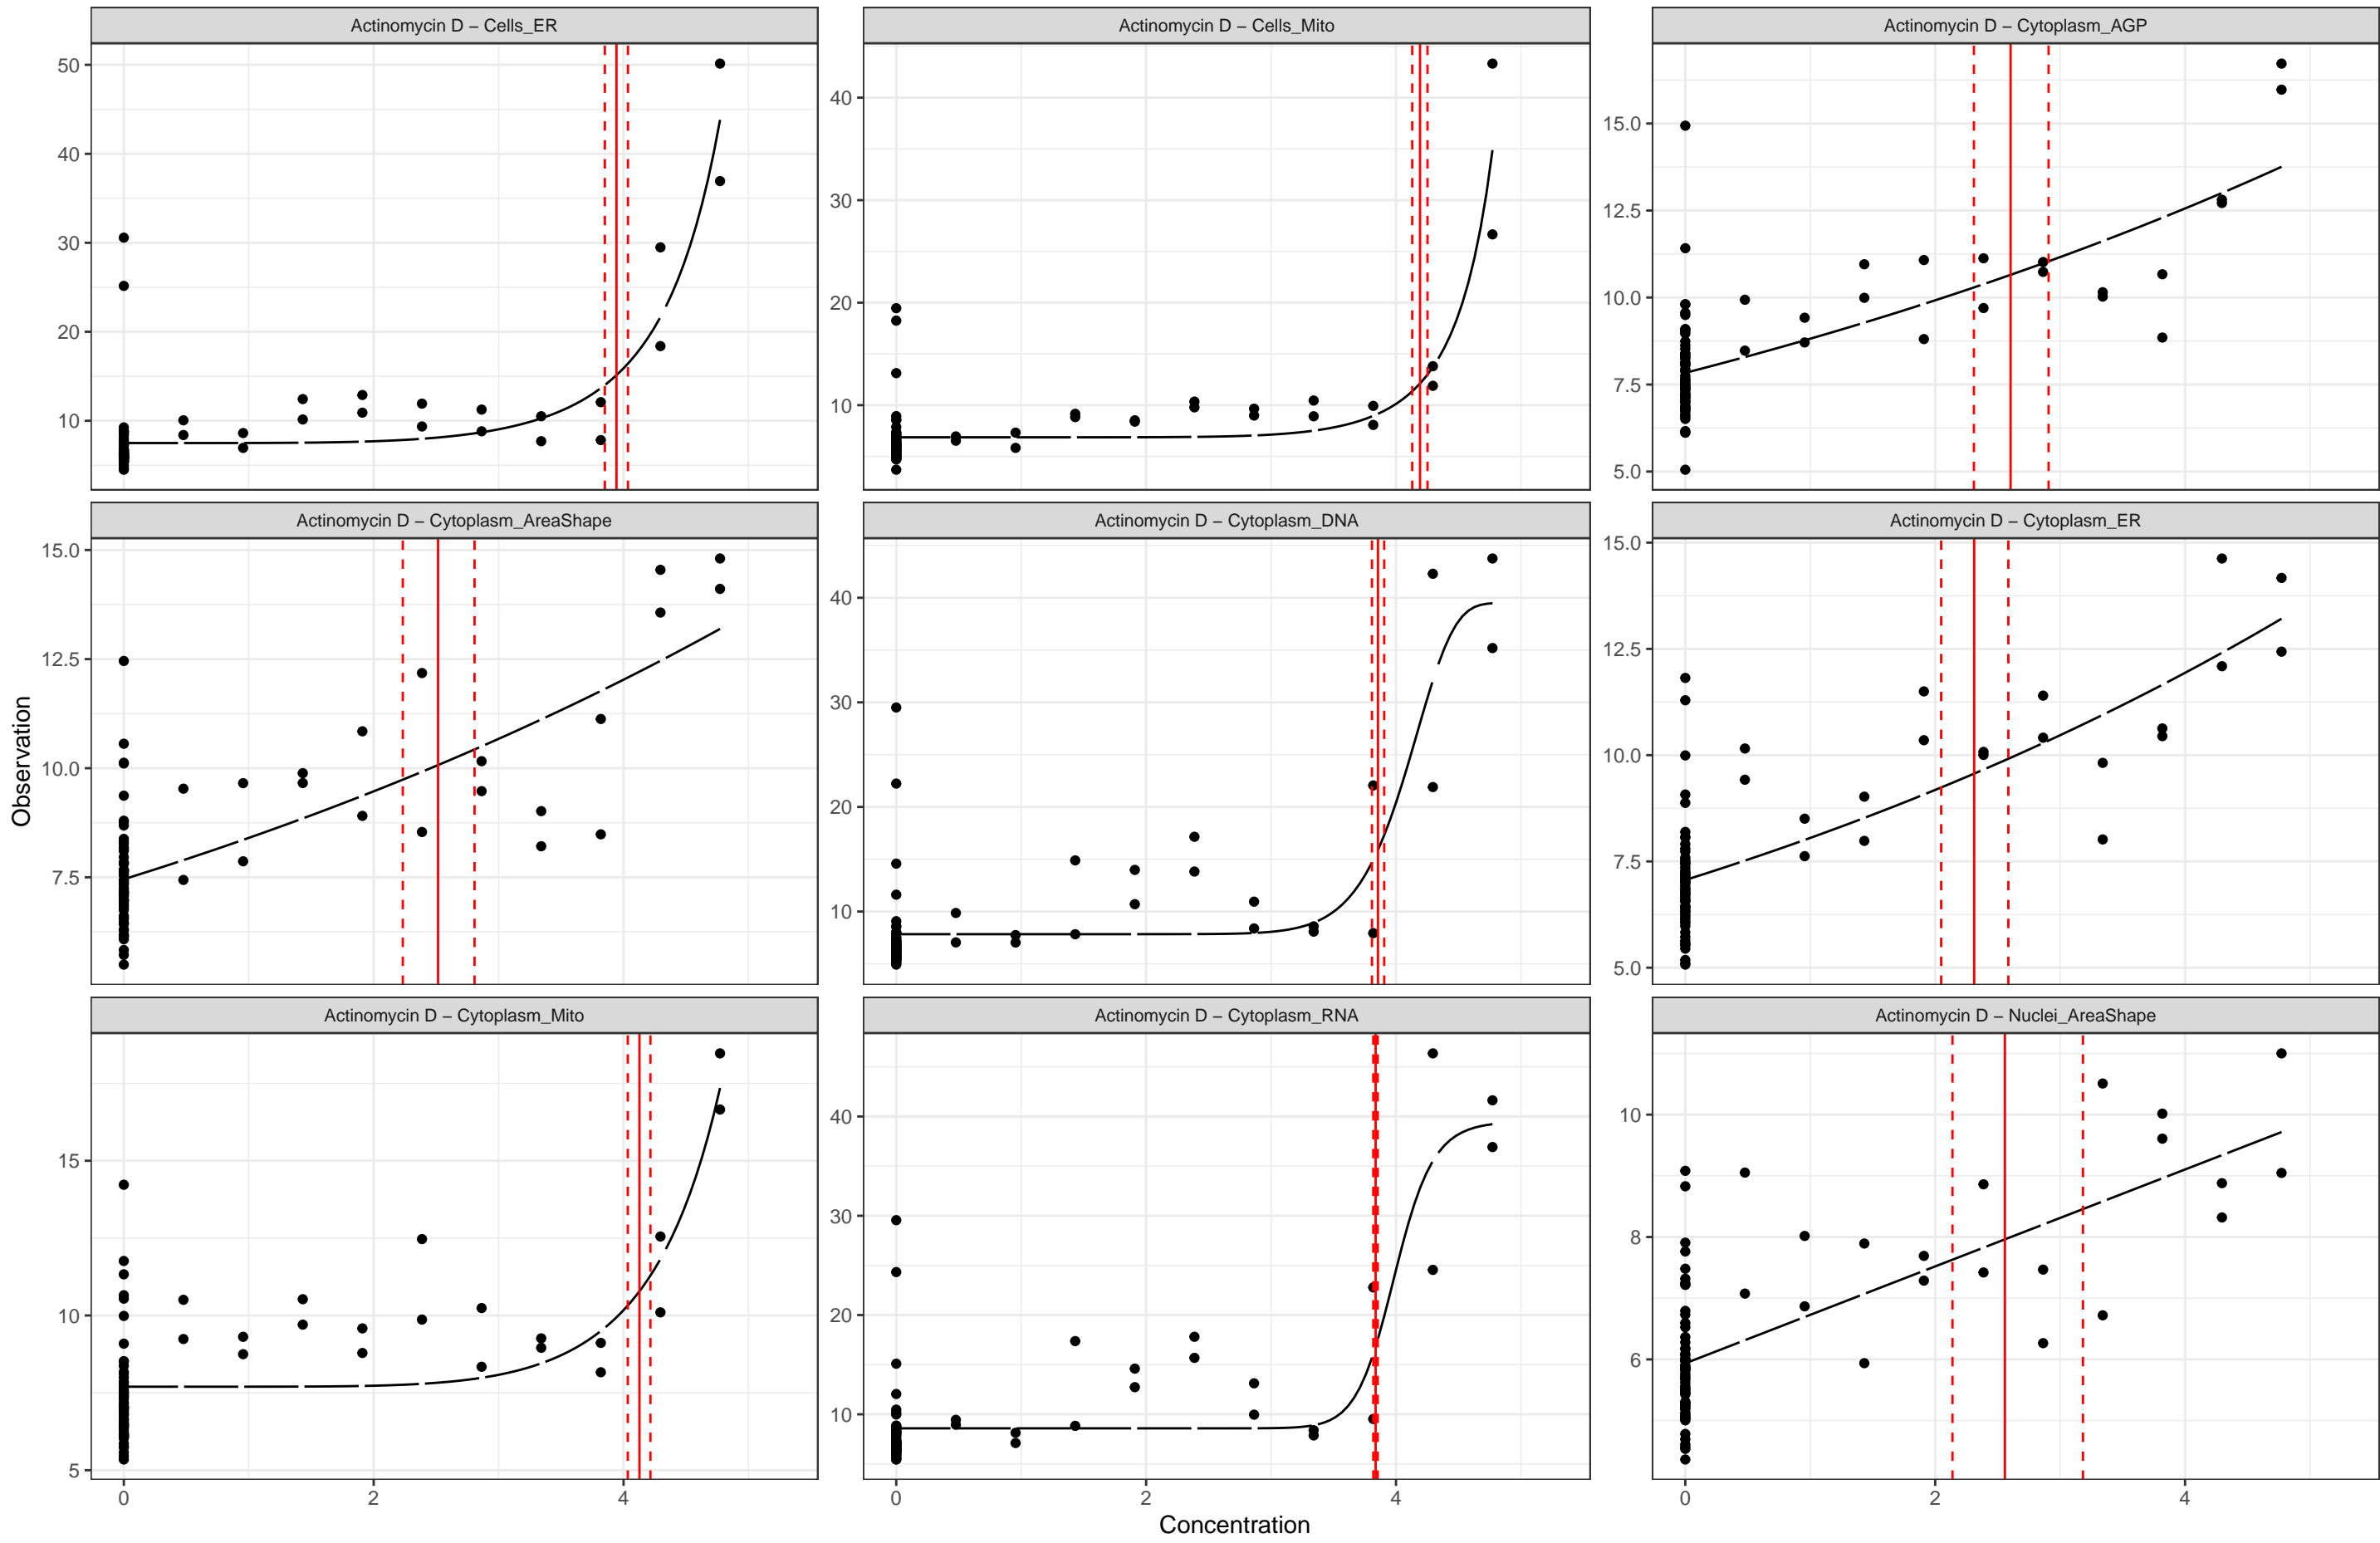 Actinomycin D – Cells_ER
Actinomycin D – Cells_Mito
Actinomycin D – Cytoplasm_AGP
50
40
30
20
10
40
30
20
10
15.0
12.5
10.0
7.5
5.0
Actinomycin D – Cytoplasm_AreaShape
Actinomycin D – Cytoplasm_DNA
Actinomycin D – Cytoplasm_ER
15.0
12.5
10.0
7.5
40
30
20
10
15.0
12.5
10.0
7.5
5.0
Observation
Actinomycin D – Cytoplasm_Mito
Actinomycin D – Cytoplasm_RNA
Actinomycin D – Nuclei_AreaShape
15
10
5
40
30
20
10
10
8
6
0 2 4
0 2 4
0 2 4
Concentration